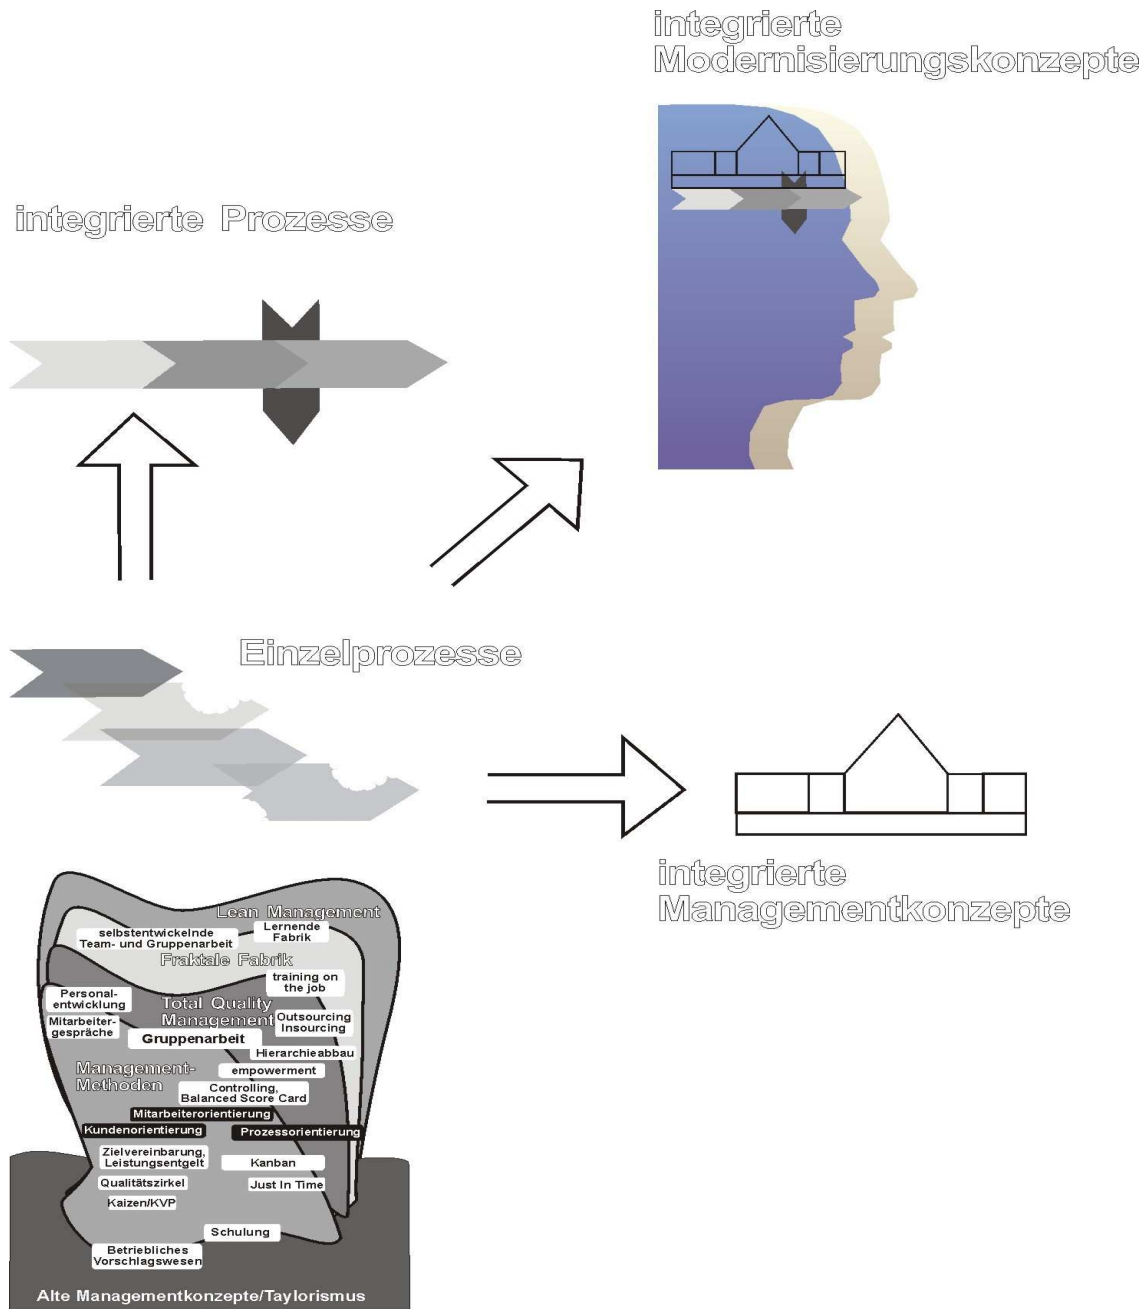 integrierte
Modernisierungskonzepte
integrierte Prozesse
Einzelprozesse
integrierte
Managementkonzepte
Lean Management
selbstentwickelnde
Team- und Gruppenarbeit
Lernende
Fabrik
Fraktale Fabrik
training on
the job
Personal-
entwicklung
Total Quality
Management
Outsourcing
Insourcing
Mitarbeiter-
gespräche
Gruppenarbeit
Hierarchieabbau
Management-
Methoden
empowerment
Controlling,
Balanced Score Card
Mitarbeiterorientierung
Kundenorientierung
Prozessorientierung
Zielvereinbarung,
Leistungsentgelt
Kanban
Qualitätszirkel
Just In Time
Kaizen/KVP
Schulung
Betriebliches
Vorschlagswesen
Alte Managementkonzepte/Taylorismus